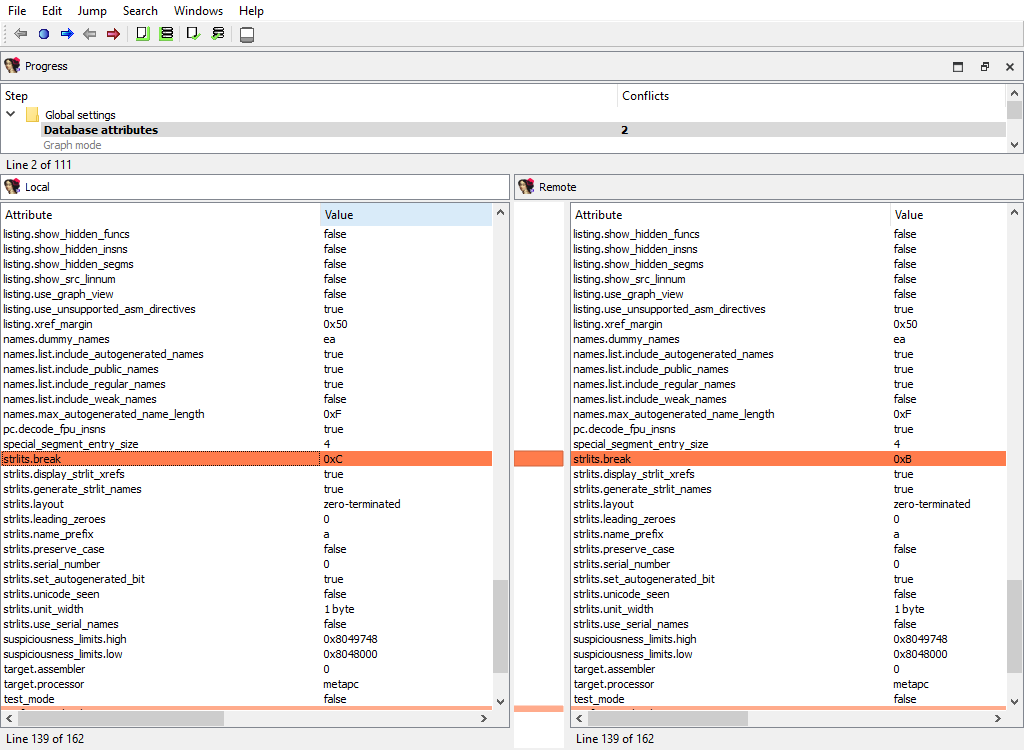 File Edit Jump Search Windows Help
Progress
Step Conflicts
Global settings
Database attributes 2
Graph mode
Line 2 of 111
Local Remote
Attribute Value Attribute Value
listing.show_hidden_funcs false listing.show_hidden_funcs false
listing.show_hidden_insns false listing.show_hidden_insns false
listing.show_hidden_segms false listing.show_hidden_segms false
listing.show_src_linnum false listing.show_src_linnum false
listing.use_graph_view false listing.use_graph_view false
listing.use_unsupported_asm_directives true listing.use_unsupported_asm_directives true
listing.xref_margin 0x50 listing.xref_margin 0x50
names.dummy_names ea names.dummy_names ea
names.list.include_autogenerated_names true names.list.include_autogenerated_names true
names.list.include_public_names true names.list.include_public_names true
names.list.include_regular_names true names.list.include_regular_names true
names.list.include_weak_names false names.list.include_weak_names false
names.max_autogenerated_name_length 0xF names.max_autogenerated_name_length 0xF
pc.decode_fpu_insns true pc.decode_fpu_insns true
special_segment_entry_size 4 special_segment_entry_size 4
strlits.break 0xC strlits.break 0xB
strlits.display_strlit_xrefs true strlits.display_strlit_xrefs true
strlits.generate_strlit_names true strlits.generate_strlit_names true
strlits.layout zero-terminated strlits.layout zero-terminated
strlits.leading_zeroes 0 strlits.leading_zeroes 0
strlits.name_prefix a strlits.name_prefix a
strlits.preserve_case false strlits.preserve_case false
strlits.serial_number 0 strlits.serial_number 0
strlits.set_autogenerated_bit true strlits.set_autogenerated_bit true
strlits.unicode_seen false strlits.unicode_seen false
strlits.unit_width 1 byte strlits.unit_width 1 byte
strlits.use_serial_names false strlits.use_serial_names false
suspiciousness_limits.high 0x8049748 suspiciousness_limits.high 0x8049748
suspiciousness_limits.low 0x8048000 suspiciousness_limits.low 0x8048000
target.assembler 0 target.assembler 0
target.processor metapc target.processor metapc
test_mode false test_mode false
Line 139 of 162 Line 139 of 162